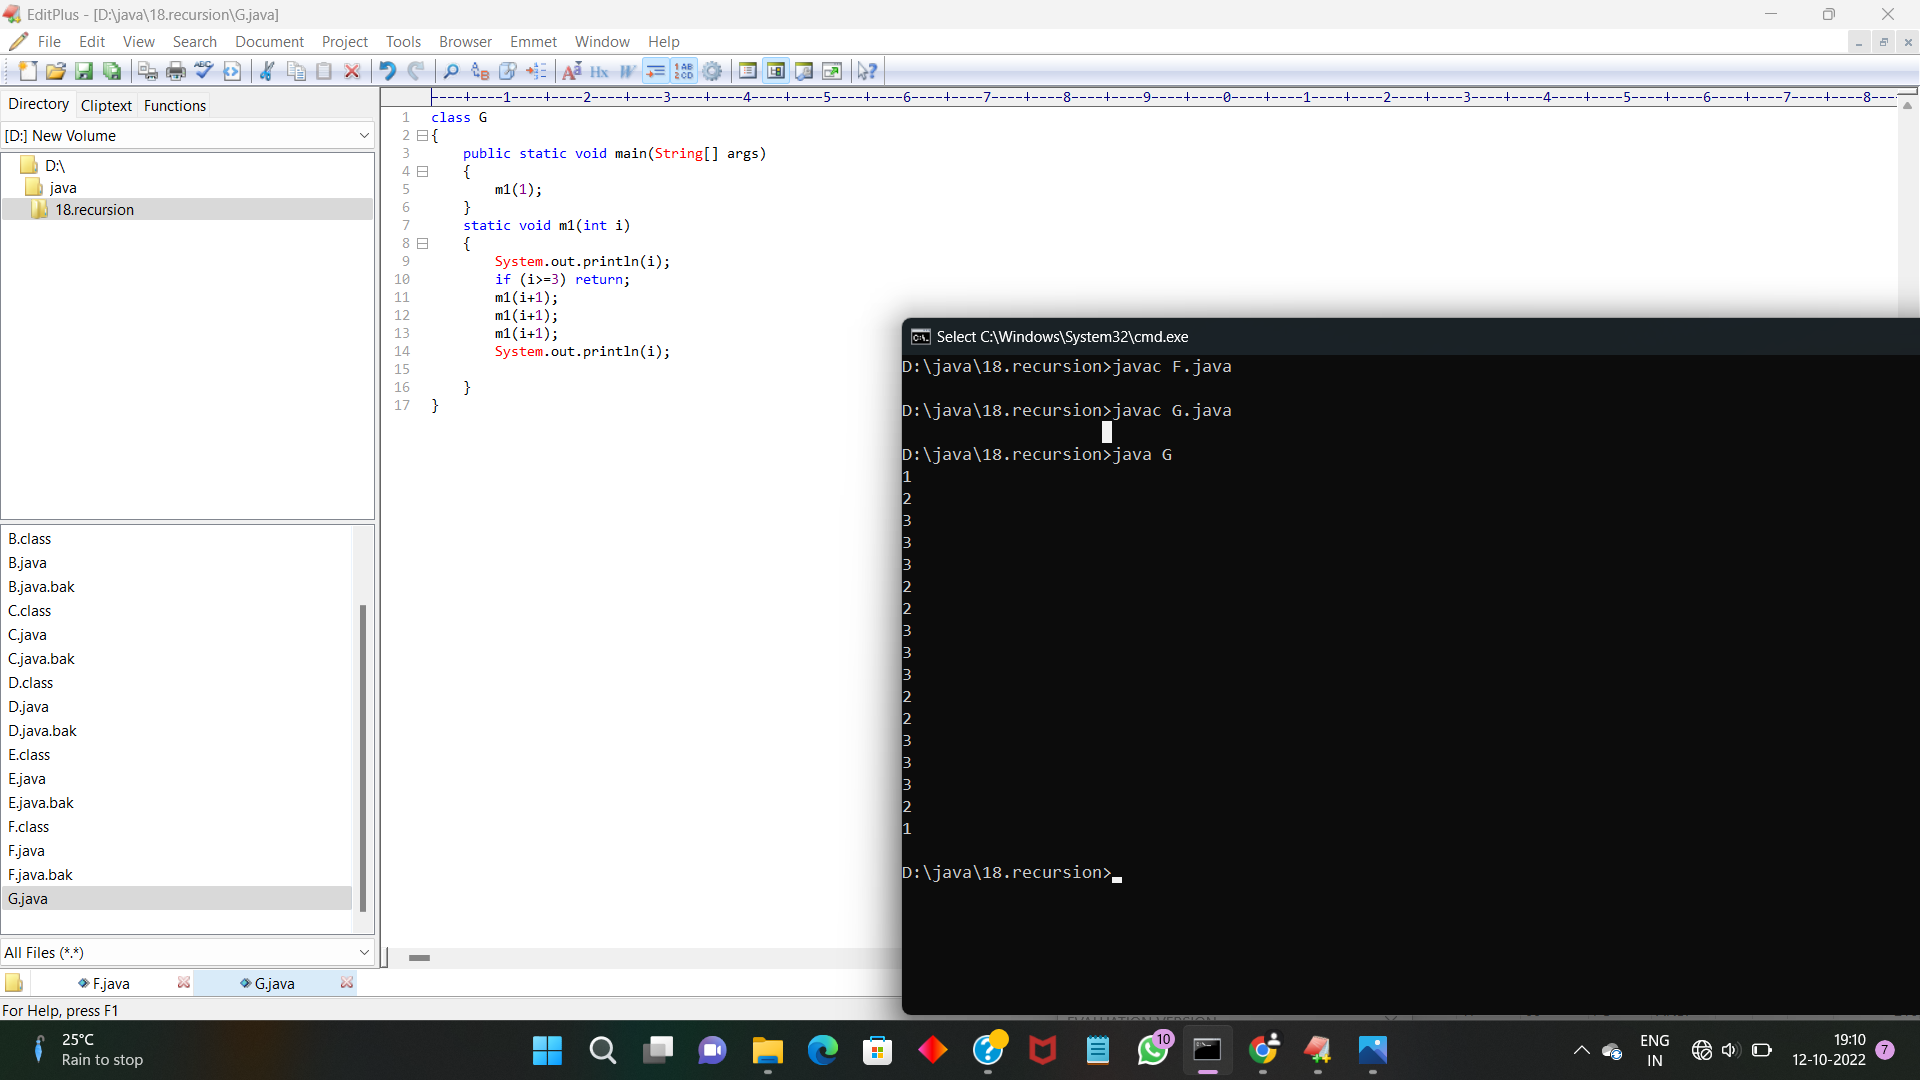 EditPlus - [D:\java\18.recursion\G.java]
File Edit View Search Document Project Tools Browser Emmet Window Help
Directory Cliptext Functions
[D:] New Volume
D:\
java
18.recursion
B.class
B.java
B.java.bak
C.class
C.java
C.java.bak
D.class
D.java
D.java.bak
E.class
E.java
E.java.bak
F.class
F.java
F.java.bak
G.java
All Files (*.*)
----+----1----+----2----+----3----+----4----+----5----+----6----+----7----+----8----+----9----+----0----+----1----+----2----+----3----+----4----+----5----+----6----+----7----+----8---
1 class G
2 {
3 public static void main(String[] args)
4 {
5 m1(1);
6 }
7 static void m1(int i)
8 {
9 System.out.println(i);
10 if (i>=3) return;
11 m1(i+1);
12 m1(i+1);
13 m1(i+1);
14 System.out.println(i);
15
16 }
17 }
Select C:\Windows\System32\cmd.exe
D:\java\18.recursion>javac F.java
D:\java\18.recursion>javac G.java
D:\java\18.recursion>java G
1
2
3
3
3
2
2
3
3
3
2
2
3
3
3
2
1
D:\java\18.recursion>
F.java G.java
For Help, press F1
25°C
Rain to stop
10
ENG
IN
19:10
12-10-2022
7